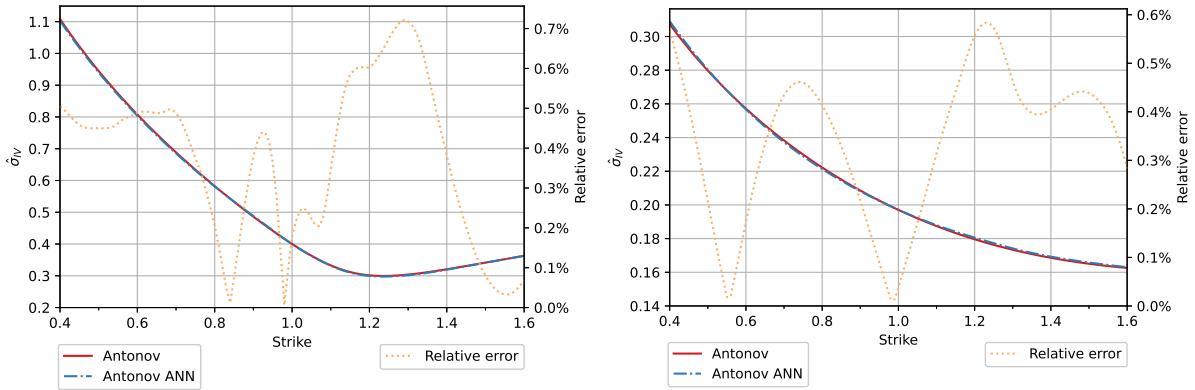 1.1
1.0
0.9
0.8
0.7
0.6
0.5
0.4
0.3
0.2
σ̂IV
0.7%
0.6%
0.5%
0.4%
0.3%
0.2%
0.1%
0.0%
Relative error
0.4 0.6 0.8 1.0 1.2 1.4 1.6
Strike
Antonov
Antonov ANN
Relative error
0.30
0.28
0.26
0.24
0.22
0.20
0.18
0.16
0.14
σ̂IV
0.6%
0.5%
0.4%
0.3%
0.2%
0.1%
0.0%
Relative error
0.4 0.6 0.8 1.0 1.2 1.4 1.6
Strike
Antonov
Antonov ANN
Relative error